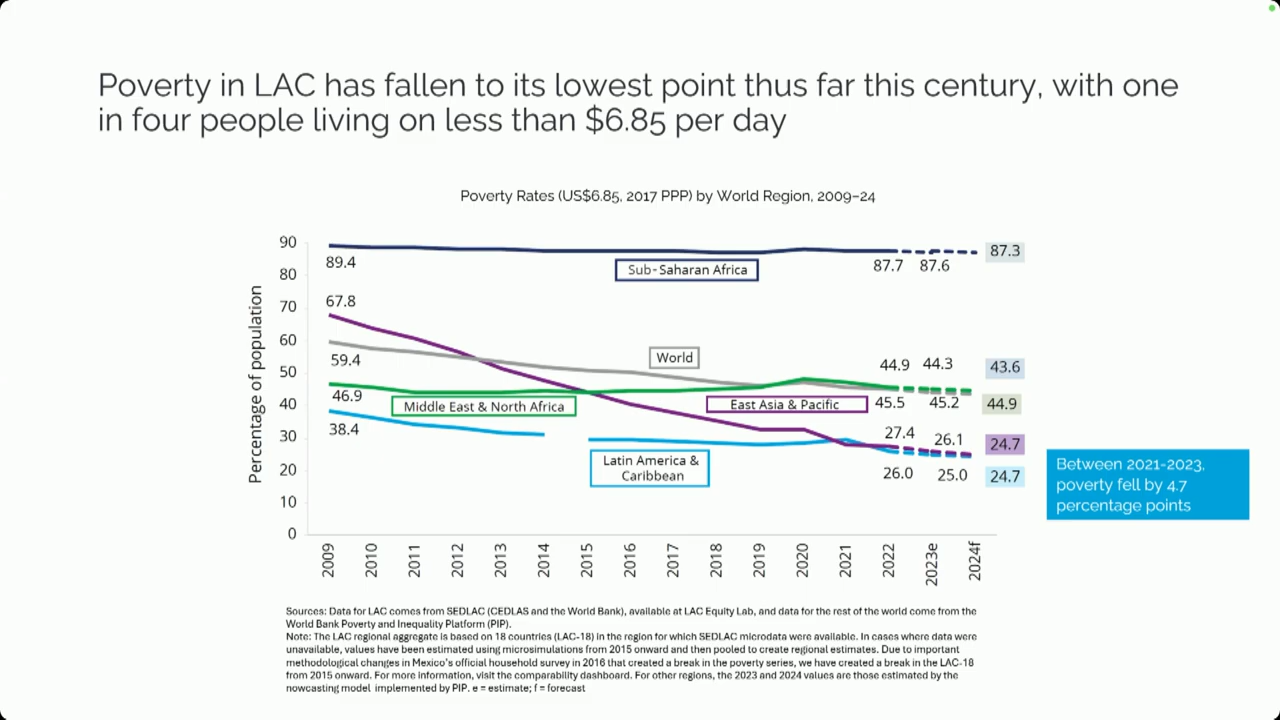 Poverty in LAC has fallen to its lowest point thus far this century, with one
in four people living on less than $6.85 per day
Poverty Rates (US$6.85, 2017 PPP) by World Region, 2009–24
Percentage of population
90
80
70
60
50
40
30
20
10
0
89.4
67.8
59.4
46.9
38.4
Sub-Saharan Africa
World
Middle East & North Africa
East Asia & Pacific
Latin America &
Caribbean
87.7 87.6 87.3
44.9 44.3 43.6
45.5 45.2 44.9
27.4 26.1 24.7
26.0 25.0 24.7
2009 2010 2011 2012 2013 2014 2015 2016 2017 2018 2019 2020 2021 2022 2023e 2024f
Between 2021-2023,
poverty fell by 4.7
percentage points
Sources: Data for LAC comes from SEDLAC (CEDLAS and the World Bank), available at LAC Equity Lab, and data for the rest of the world come from the
World Bank Poverty and Inequality Platform (PIP).
Note: The LAC regional aggregate is based on 18 countries (LAC-18) in the region for which SEDLAC microdata were available. In cases where data were
unavailable, values have been estimated using microsimulations from 2015 onward and then pooled to create regional estimates. Due to important
methodological changes in Mexico's official household survey in 2016 that created a break in the poverty series, we have created a break in the LAC-18
from 2015 onward. For more information, visit the comparability dashboard. For other regions, the 2023 and 2024 values are those estimated by the
nowcasting model implemented by PIP. e = estimate; f = forecast